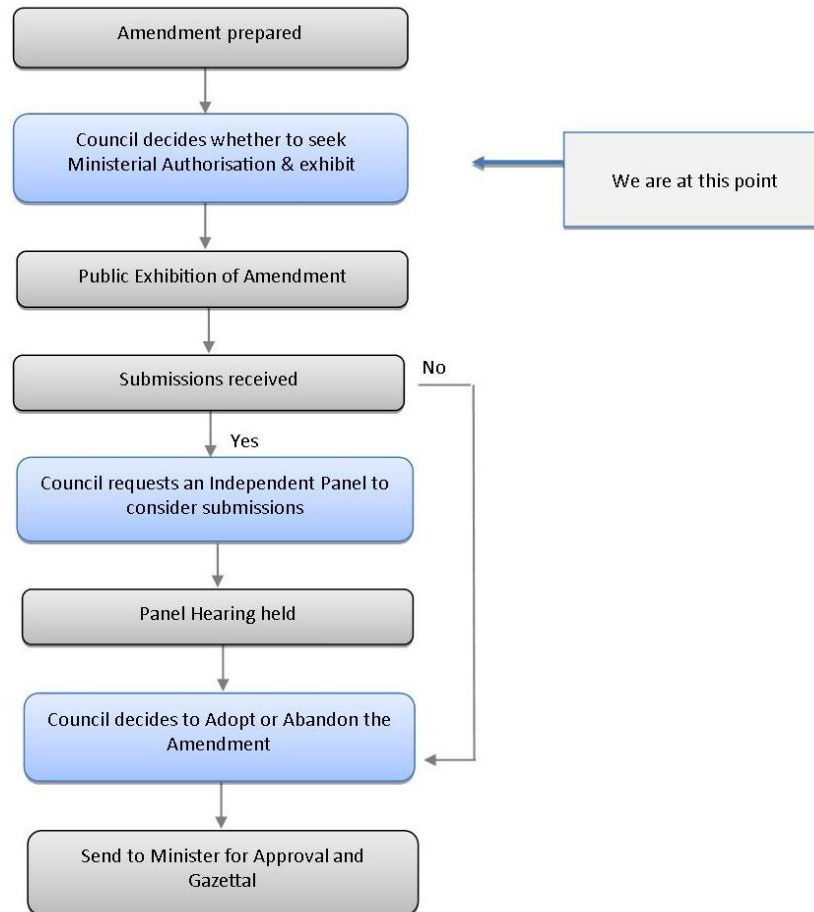 Amendment prepared
Council decides whether to seek
Ministerial Authorisation & exhibit
We are at this point
Public Exhibition of Amendment
Submissions received
No
Yes
Council requests an Independent Panel to
consider submissions
Panel Hearing held
Council decides to Adopt or Abandon the
Amendment
Send to Minister for Approval and
Gazettal